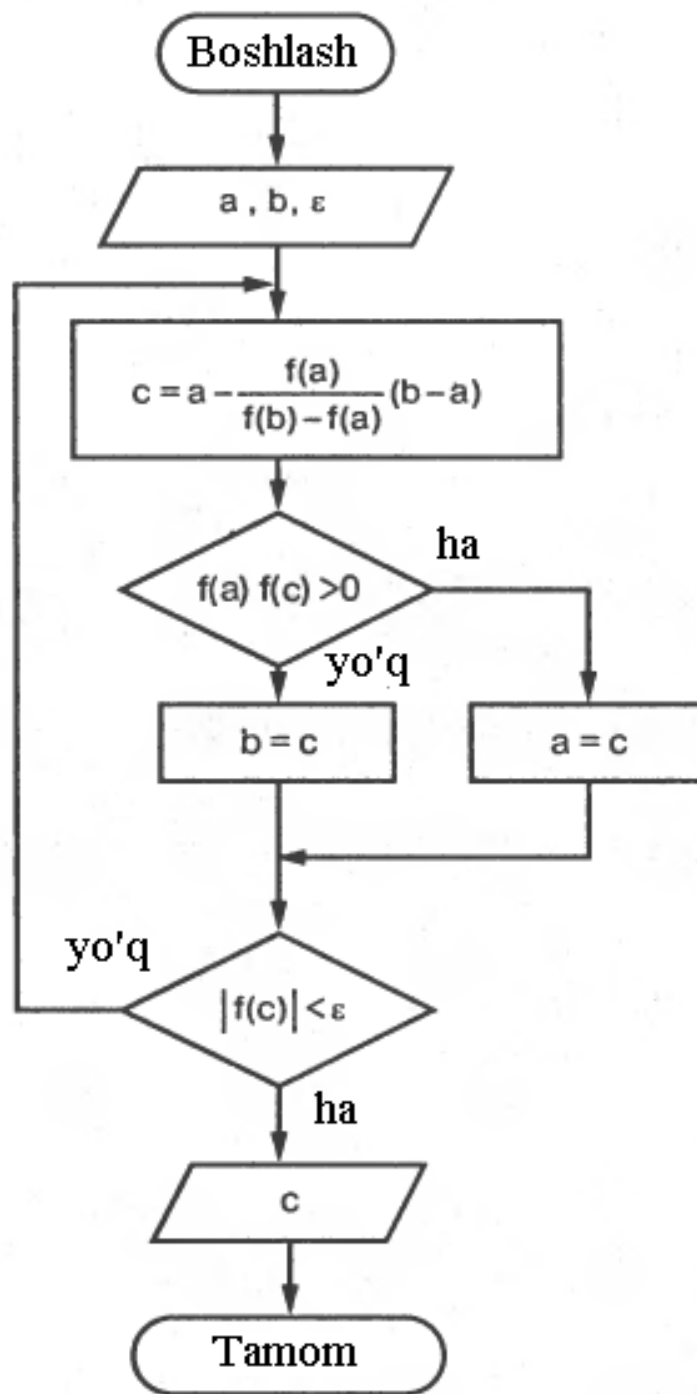 Boshlash
a , b, ε
c = a - f(a) / f(b) - f(a) (b - a)
f(a) f(c) >0
ha
yo'q
b = c
a = c
yo'q
|f(c)| < ε
ha
c
Tamom